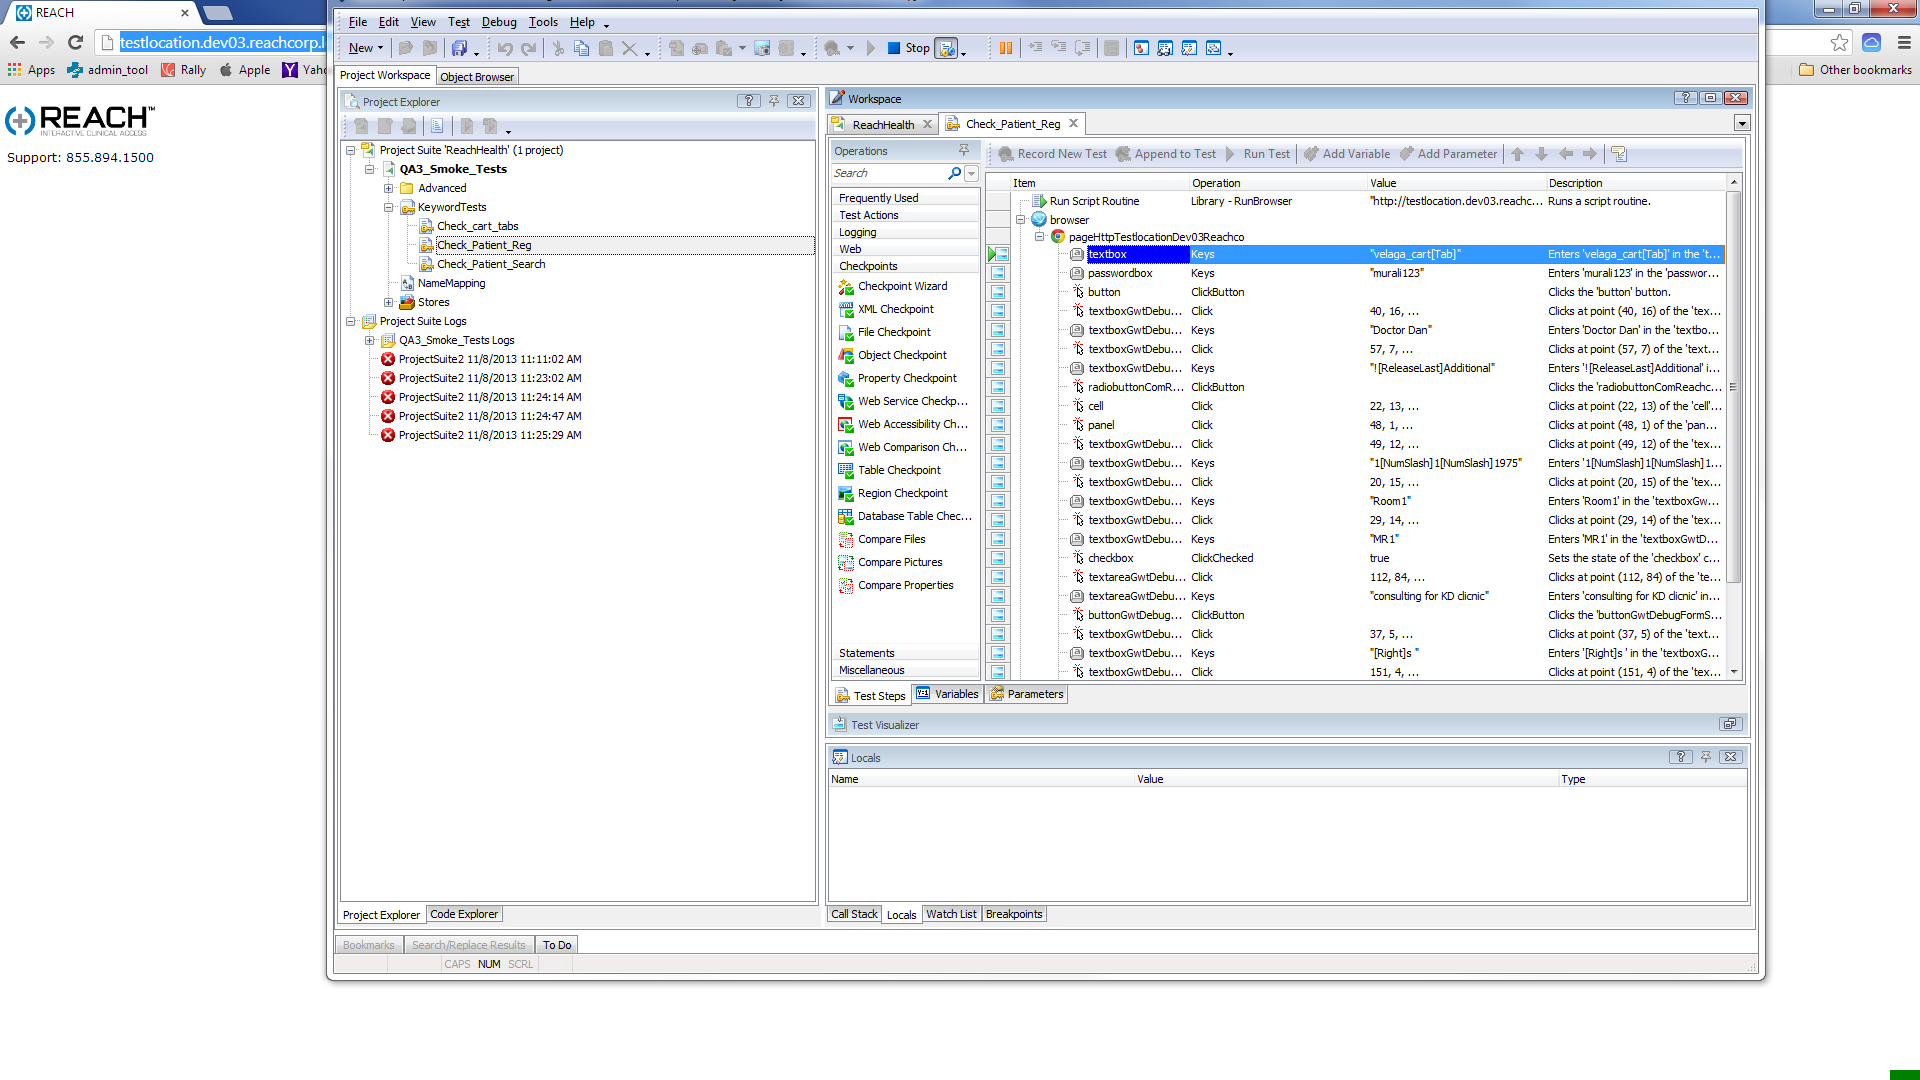 REACH
testlocation.dev03.reachcorp.l
Apps admin_tool Rally Apple Yaho
Other bookmarks
REACH™
INTERACTIVE CLINICAL ACCESS
Support: 855.894.1500
File Edit View Test Debug Tools Help
New Stop
Project Workspace Object Browser
Project Explorer
Project Suite 'ReachHealth' (1 project)
QA3_Smoke_Tests
Advanced
KeywordTests
Check_cart_tabs
Check_Patient_Reg
Check_Patient_Search
NameMapping
Stores
Project Suite Logs
QA3_Smoke_Tests Logs
ProjectSuite2 11/8/2013 11:11:02 AM
ProjectSuite2 11/8/2013 11:23:02 AM
ProjectSuite2 11/8/2013 11:24:14 AM
ProjectSuite2 11/8/2013 11:24:47 AM
ProjectSuite2 11/8/2013 11:25:29 AM
Project Explorer Code Explorer
Workspace
ReachHealth Check_Patient_Reg
Operations
Search
Frequently Used
Test Actions
Logging
Web
Checkpoints
Checkpoint Wizard
XML Checkpoint
File Checkpoint
Object Checkpoint
Property Checkpoint
Web Service Checkp...
Web Accessibility Ch...
Web Comparison Ch...
Table Checkpoint
Region Checkpoint
Database Table Chec...
Compare Files
Compare Pictures
Compare Properties
Statements
Miscellaneous
Record New Test Append to Test Run Test Add Variable Add Parameter
Item Operation Value Description
Run Script Routine Library - RunBrowser "http://testlocation.dev03.reachc... Runs a script routine.
browser
pageHttpTestlocationDev03Reachco
textbox Keys "velaga_cart[Tab]" Enters 'velaga_cart[Tab]' in the 't...
passwordbox Keys "murali123" Enters 'murali123' in the 'passwor...
button ClickButton Clicks the 'button' button.
textboxGwtDebu... Click 40, 16, ... Clicks at point (40, 16) of the 'tex...
textboxGwtDebu... Keys "Doctor Dan" Enters 'Doctor Dan' in the 'textbo...
textboxGwtDebu... Click 57, 7, ... Clicks at point (57, 7) of the 'text...
textboxGwtDebu... Keys "![ReleaseLast]Additional" Enters '![ReleaseLast]Additional' i...
radiobuttonComR... ClickButton Clicks the 'radiobuttonComReachc...
cell Click 22, 13, ... Clicks at point (22, 13) of the 'cell'...
panel Click 48, 1, ... Clicks at point (48, 1) of the 'pan...
textboxGwtDebu... Click 49, 12, ... Clicks at point (49, 12) of the 'tex...
textboxGwtDebu... Keys "1[NumSlash]1[NumSlash]1975" Enters '1[NumSlash]1[NumSlash]1...
textboxGwtDebu... Click 20, 15, ... Clicks at point (20, 15) of the 'tex...
textboxGwtDebu... Keys "Room1" Enters 'Room1' in the 'textboxGw...
textboxGwtDebu... Click 29, 14, ... Clicks at point (29, 14) of the 'tex...
textboxGwtDebu... Keys "MR1" Enters 'MR1' in the 'textboxGwtD...
checkbox ClickChecked true Sets the state of the 'checkbox' c...
textareaGwtDebu... Click 112, 84, ... Clicks at point (112, 84) of the 'te...
textareaGwtDebu... Keys "consulting for KD clicnic" Enters 'consulting for KD clicnic' in...
buttonGwtDebug... ClickButton Clicks the 'buttonGwtDebugFormS...
textboxGwtDebu... Click 37, 5, ... Clicks at point (37, 5) of the 'text...
textboxGwtDebu... Keys "[Right]s " Enters '[Right]s ' in the 'textboxG...
textboxGwtDebu... Click 151, 4, ... Clicks at point (151, 4) of the 'tex...
Test Steps Variables Parameters
Test Visualizer
Locals
Name Value Type
Call Stack Locals Watch List Breakpoints
Bookmarks Search/Replace Results To Do
CAPS NUM SCRL